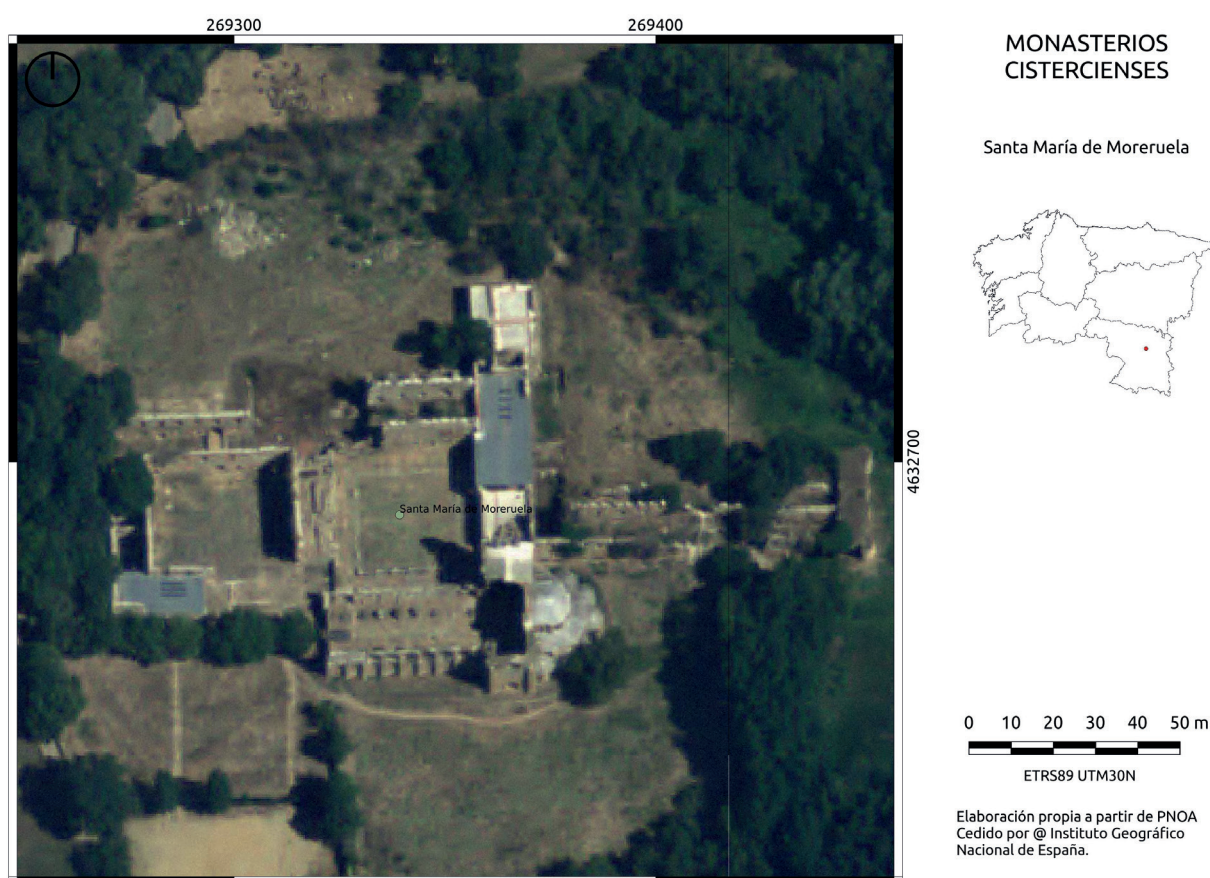 269300 269400
MONASTERIOS
CISTERCIENSES
Santa María de Moreruela
4632700
Santa María de Moreruela
0 10 20 30 40 50 m
ETRS89 UTM30N
Elaboración propia a partir de PNOA
Cedido por @ Instituto Geográfico
Nacional de España.